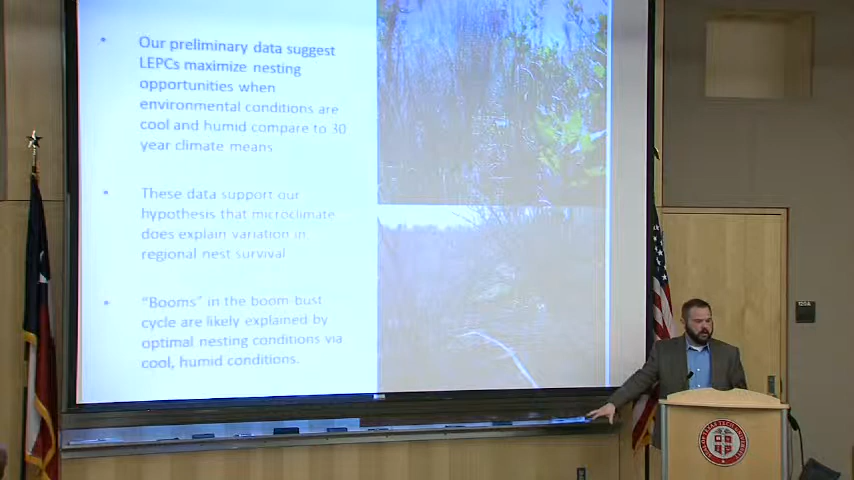 Our preliminary data suggest
LEPCs maximize nesting
opportunities when
environmental conditions are
cool and humid compare to 30
year climate means
These data support our
hypothesis that microclimate
does explain variation in
regional nest survival
"Booms" in the boom-bust
cycle are likely explained by
optimal nesting conditions via
cool, humid conditions.